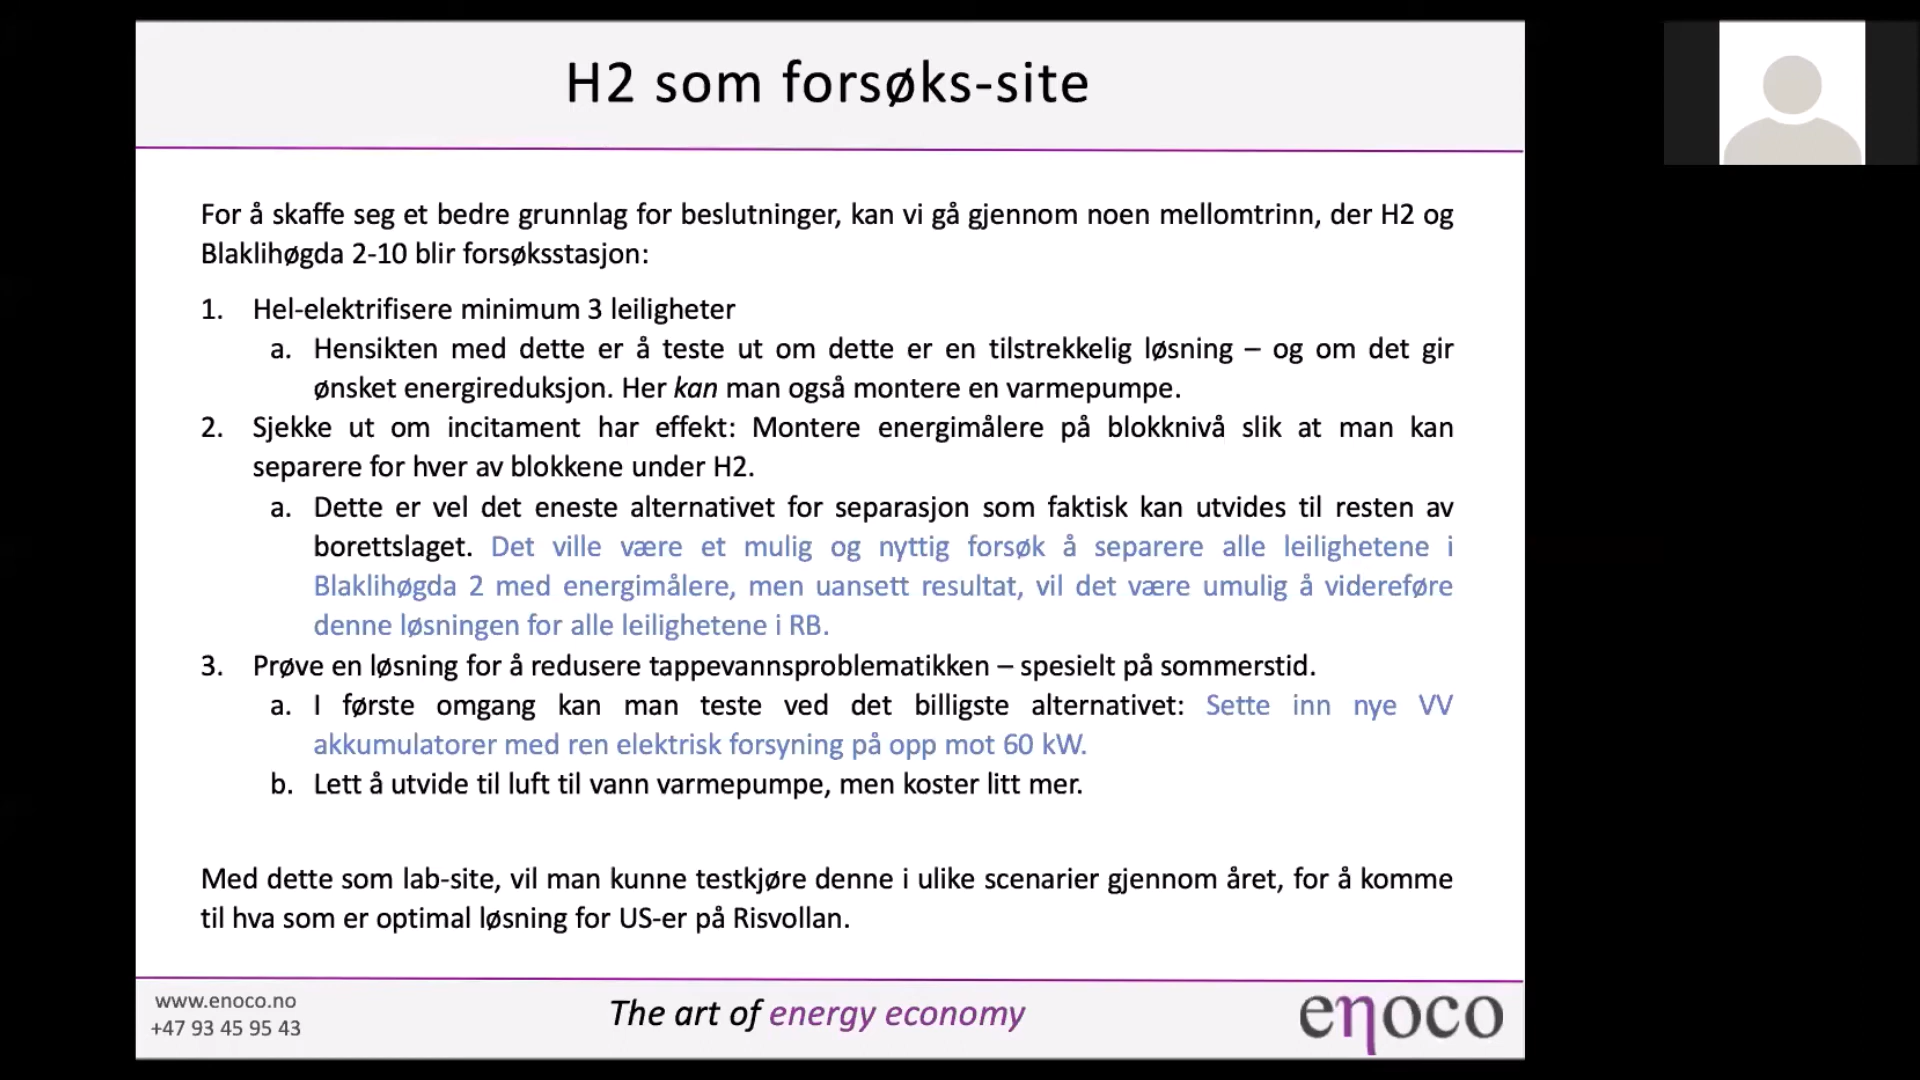 H2 som forsøks-site
For å skaffe seg et bedre grunnlag for beslutninger, kan vi gå gjennom noen mellomtrinn, der H2 og
Blaklihøgda 2-10 blir forsøksstasjon:
1. Hel-elektrifisere minimum 3 leiligheter
a. Hensikten med dette er å teste ut om dette er en tilstrekkelig løsning – og om det gir
ønsket energireduksjon. Her kan man også montere en varmepumpe.
2. Sjekke ut om incitament har effekt: Montere energimålere på blokknivå slik at man kan
separere for hver av blokkene under H2.
a. Dette er vel det eneste alternativet for separasjon som faktisk kan utvides til resten av
borettslaget. Det ville være et mulig og nyttig forsøk å separere alle leilighetene i
Blaklihøgda 2 med energimålere, men uansett resultat, vil det være umulig å videreføre
denne løsningen for alle leilighetene i RB.
3. Prøve en løsning for å redusere tappevannsproblematikken – spesielt på sommerstid.
a. I første omgang kan man teste ved det billigste alternativet: Sette inn nye VV
akkumulatorer med ren elektrisk forsyning på opp mot 60 kW.
b. Lett å utvide til luft til vann varmepumpe, men koster litt mer.
Med dette som lab-site, vil man kunne testkjøre denne i ulike scenarier gjennom året, for å komme
til hva som er optimal løsning for US-er på Risvollan.
www.enoco.no
+47 93 45 95 43
The art of energy economy
eηoco